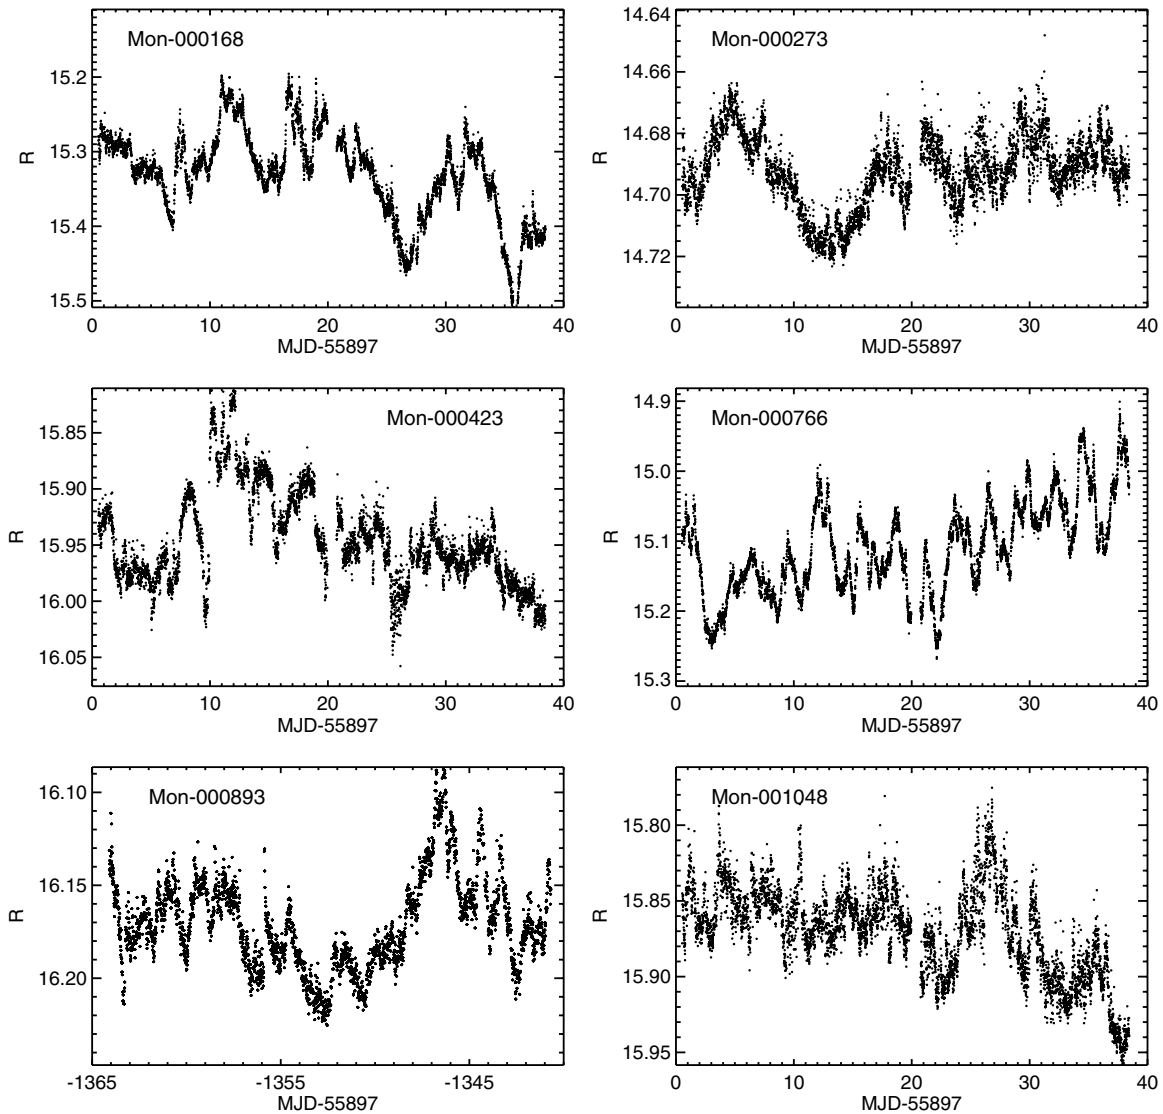 Mon-000168
15.2
15.3
15.4
15.5
R
0 10 20 30 40
MJD-55897
Mon-000273
14.64
14.66
14.68
14.70
14.72
R
0 10 20 30 40
MJD-55897
Mon-000423
15.85
15.90
15.95
16.00
16.05
R
0 10 20 30 40
MJD-55897
Mon-000766
14.9
15.0
15.1
15.2
15.3
R
0 10 20 30 40
MJD-55897
Mon-000893
16.10
16.15
16.20
R
-1365 -1355 -1345
MJD-55897
Mon-001048
15.80
15.85
15.90
15.95
R
0 10 20 30 40
MJD-55897